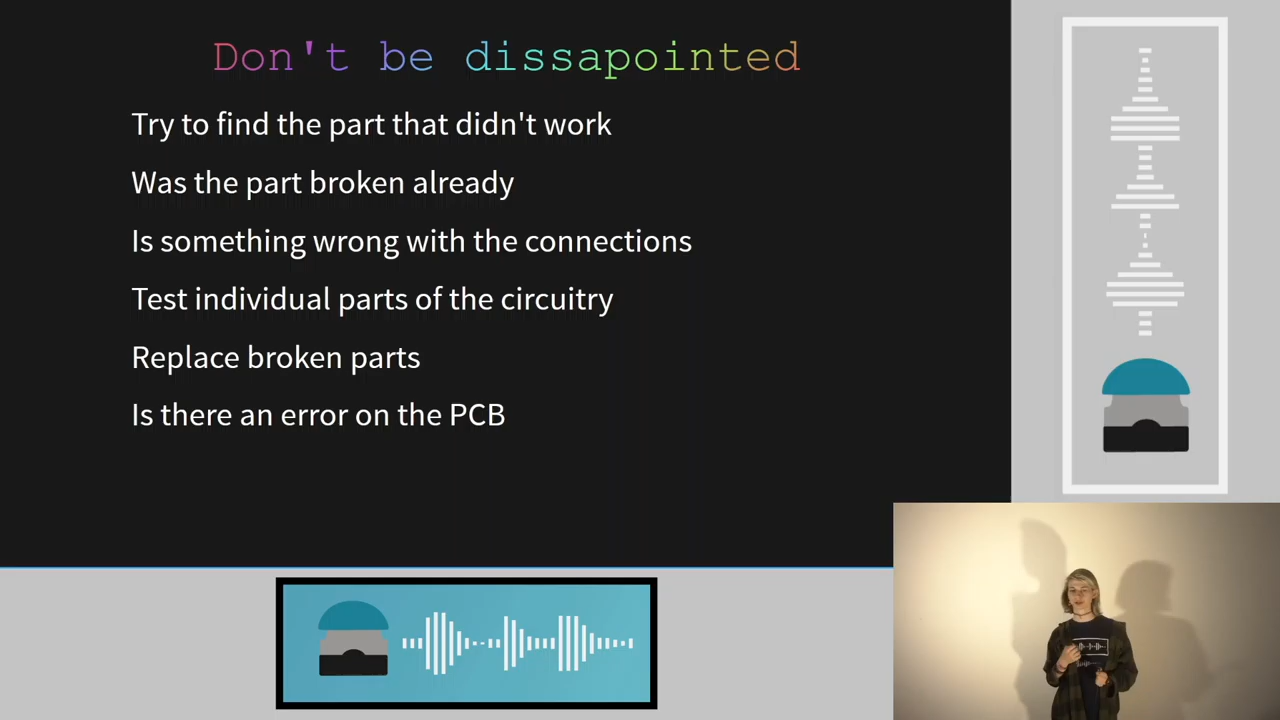 Don't be dissapointed
Try to find the part that didn't work
Was the part broken already
Is something wrong with the connections
Test individual parts of the circuitry
Replace broken parts
Is there an error on the PCB